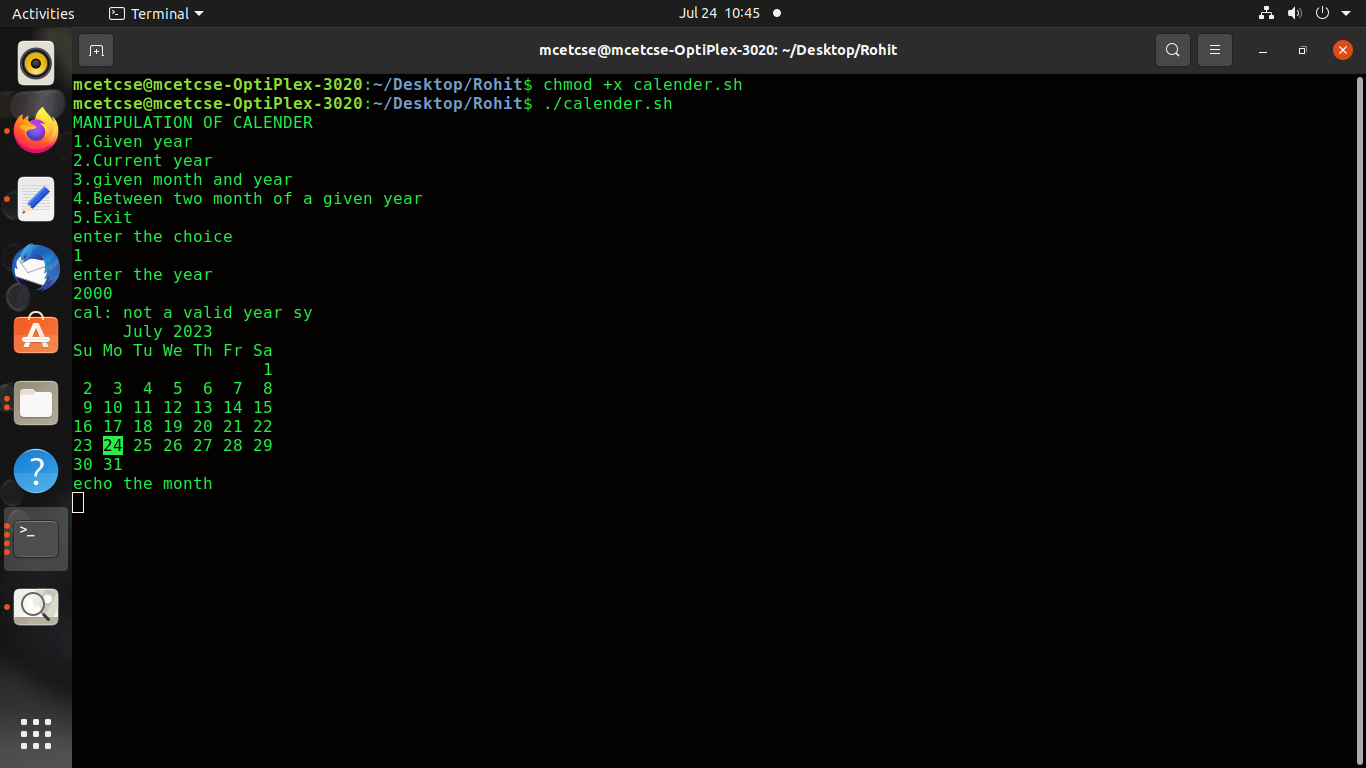 Activities Terminal Jul 24 10:45
mcetcse@mcetcse-OptiPlex-3020: ~/Desktop/Rohit
mcetcse@mcetcse-OptiPlex-3020:~/Desktop/Rohit$ chmod +x calender.sh
mcetcse@mcetcse-OptiPlex-3020:~/Desktop/Rohit$ ./calender.sh
MANIPULATION OF CALENDER
1.Given year
2.Current year
3.given month and year
4.Between two month of a given year
5.Exit
enter the choice
1
enter the year
2000
cal: not a valid year sy
     July 2023
Su Mo Tu We Th Fr Sa
                   1
 2  3  4  5  6  7  8
 9 10 11 12 13 14 15
16 17 18 19 20 21 22
23 24 25 26 27 28 29
30 31
echo the month